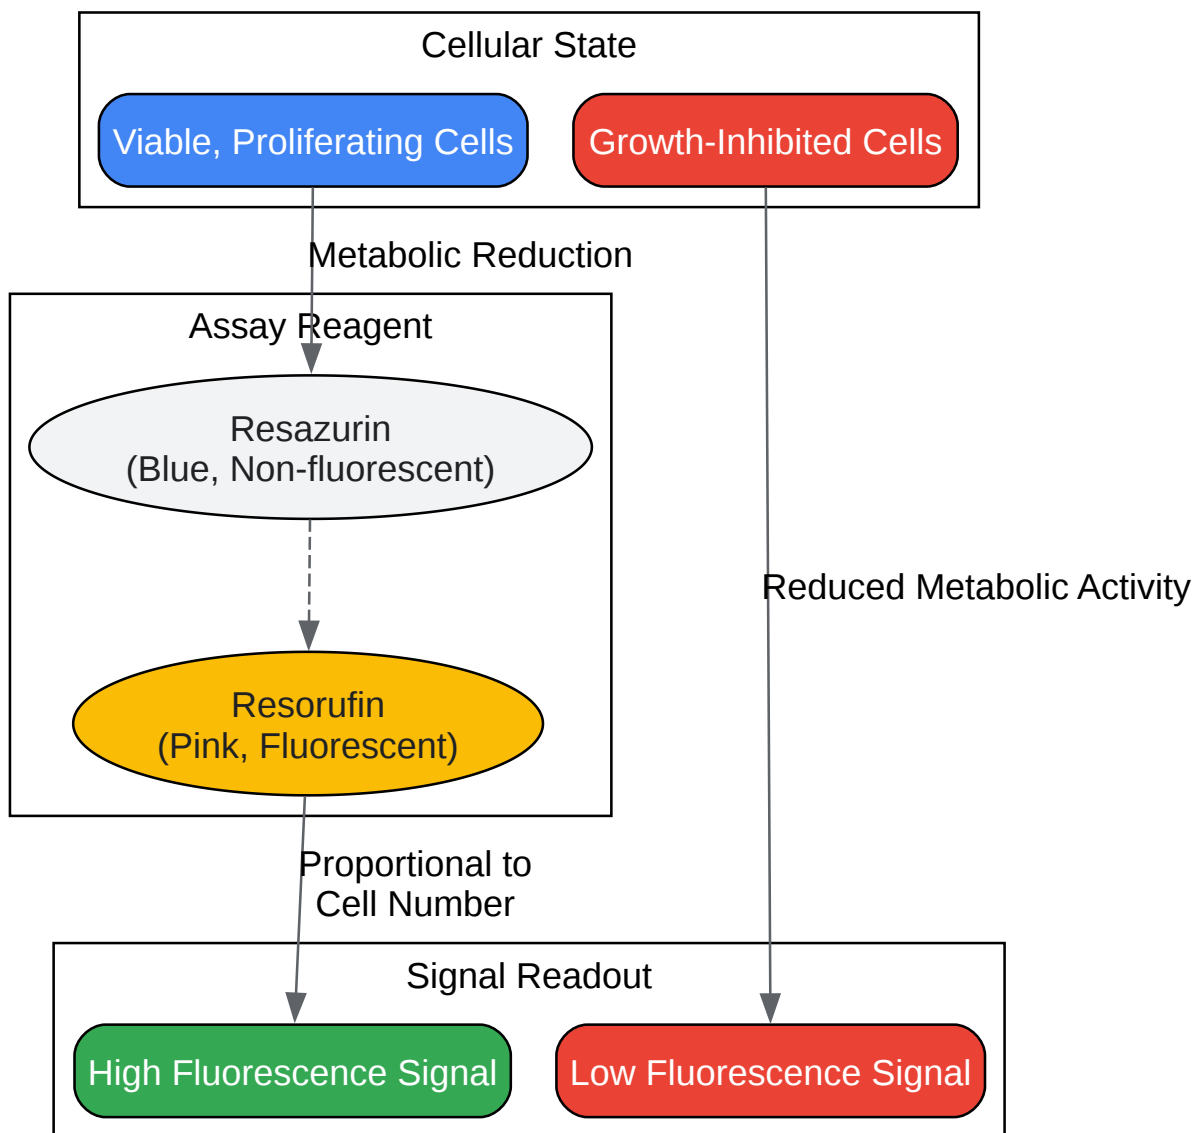 Cellular State
Viable, Proliferating Cells
Growth-Inhibited Cells
Metabolic Reduction
Assay Reagent
Resazurin
(Blue, Non-fluorescent)
Reduced Metabolic Activity
Resorufin
(Pink, Fluorescent)
Proportional to
Cell Number
Signal Readout
High Fluorescence Signal
Low Fluorescence Signal